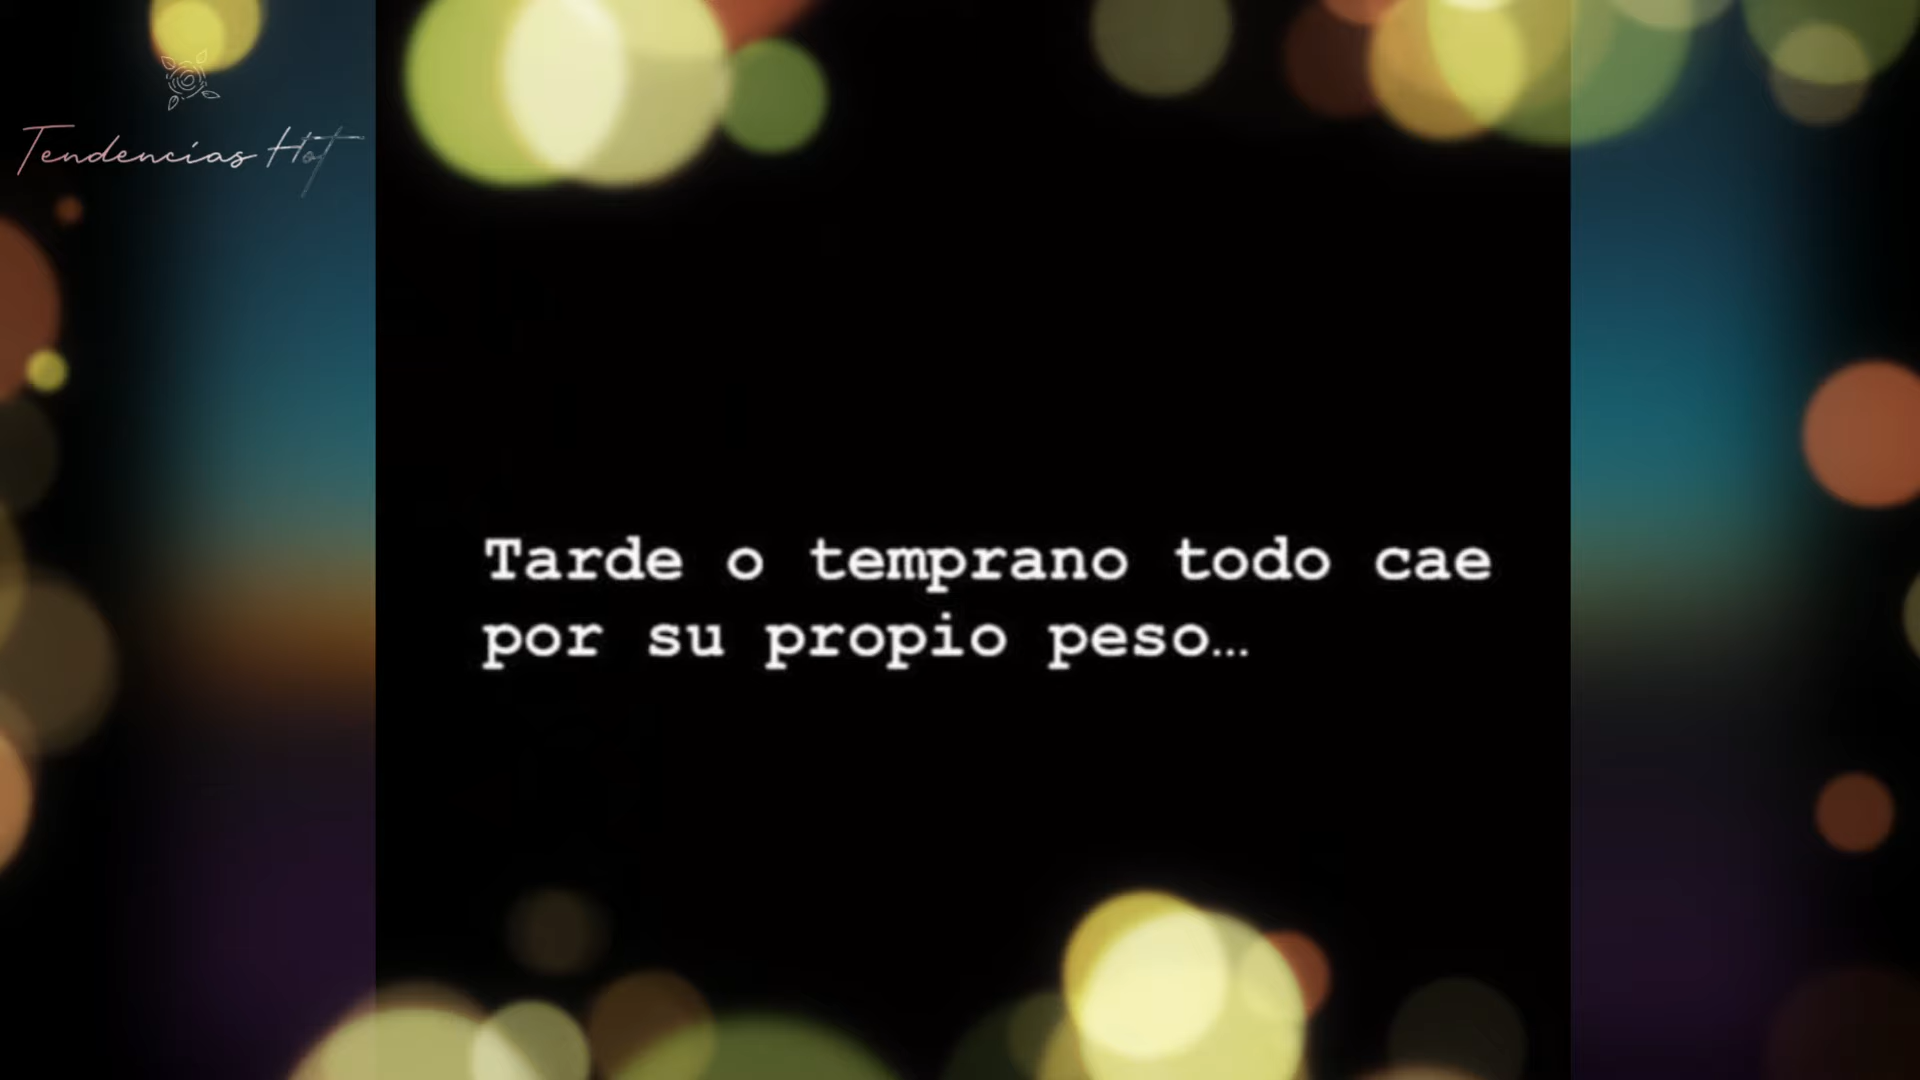 Tendencias Hot
Tarde o temprano todo cae
por su propio peso...